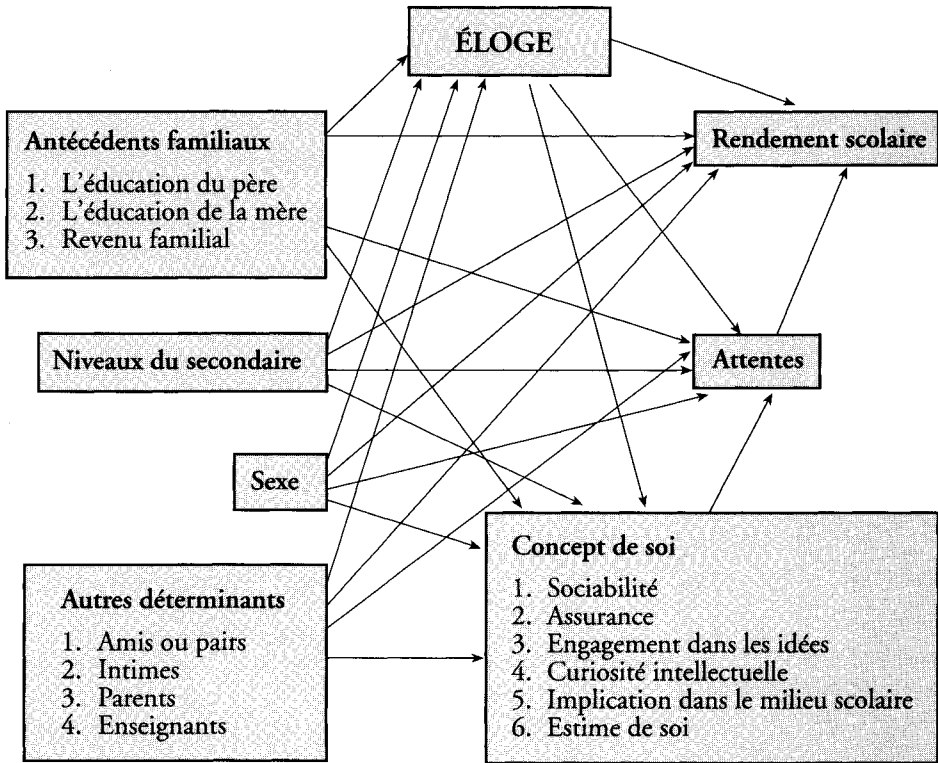 ÉLOGE
Antécédents familiaux
1. L'éducation du père
2. L'éducation de la mère
3. Revenu familial
Rendement scolaire
Niveaux du secondaire
Attentes
Sexe
Autres déterminants
1. Amis ou pairs
2. Intimes
3. Parents
4. Enseignants
Concept de soi
1. Sociabilité
2. Assurance
3. Engagement dans les idées
4. Curiosité intellectuelle
5. Implication dans le milieu scolaire
6. Estime de soi